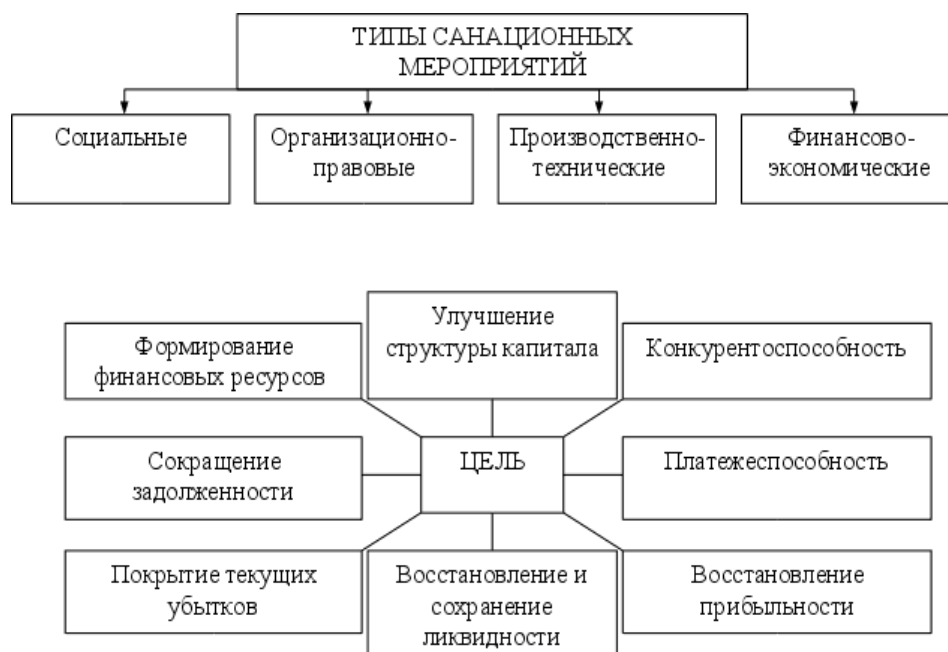 ТИПЫ САНАЦИОННЫХ
МЕРОПРИЯТИЙ
Социальные
Организационно-
правовые
Производственно-
технические
Финансово-
экономические
Улучшение
структуры капитала
Формирование
финансовых ресурсов
Конкурентоспособность
Сокращение
задолженности
ЦЕЛЬ
Платежеспособность
Покрытие текущих
убытков
Восстановление и
сохранение
ликвидности
Восстановление
прибыльности